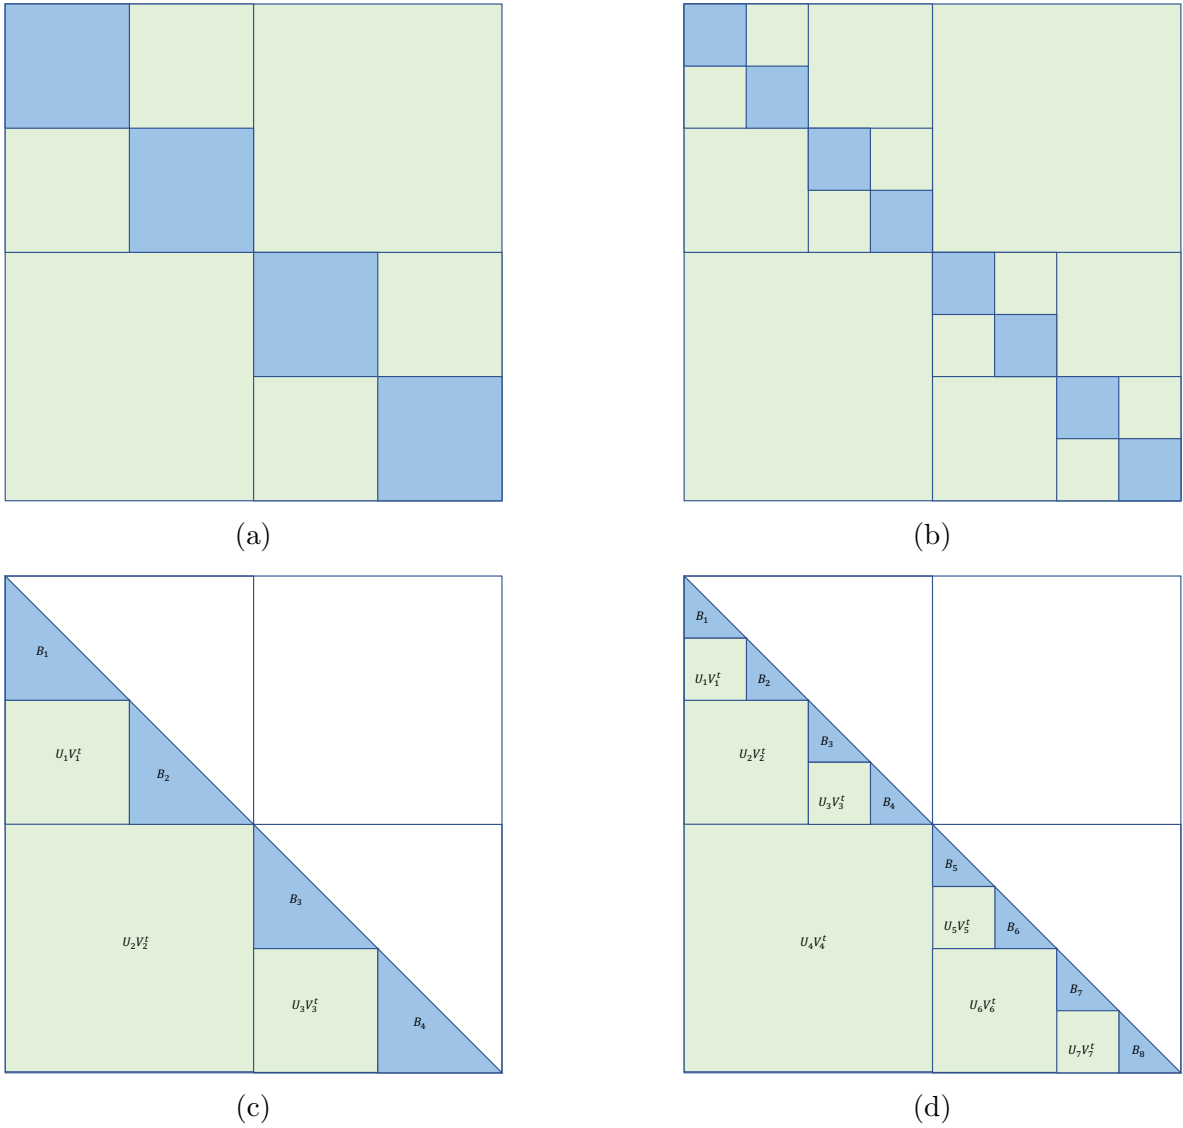 (a)
(b)
B₁
U₁V₁ᵗ
B₂
U₂V₂ᵗ
B₃
U₃V₃ᵗ
B₄
(c)
B₁
U₁V₁ᵗ
B₂
U₂V₂ᵗ
B₃
U₃V₃ᵗ
B₄
U₄V₄ᵗ
B₅
U₅V₅ᵗ
B₆
U₆V₆ᵗ
B₇
U₇V₇ᵗ
B₈
(d)